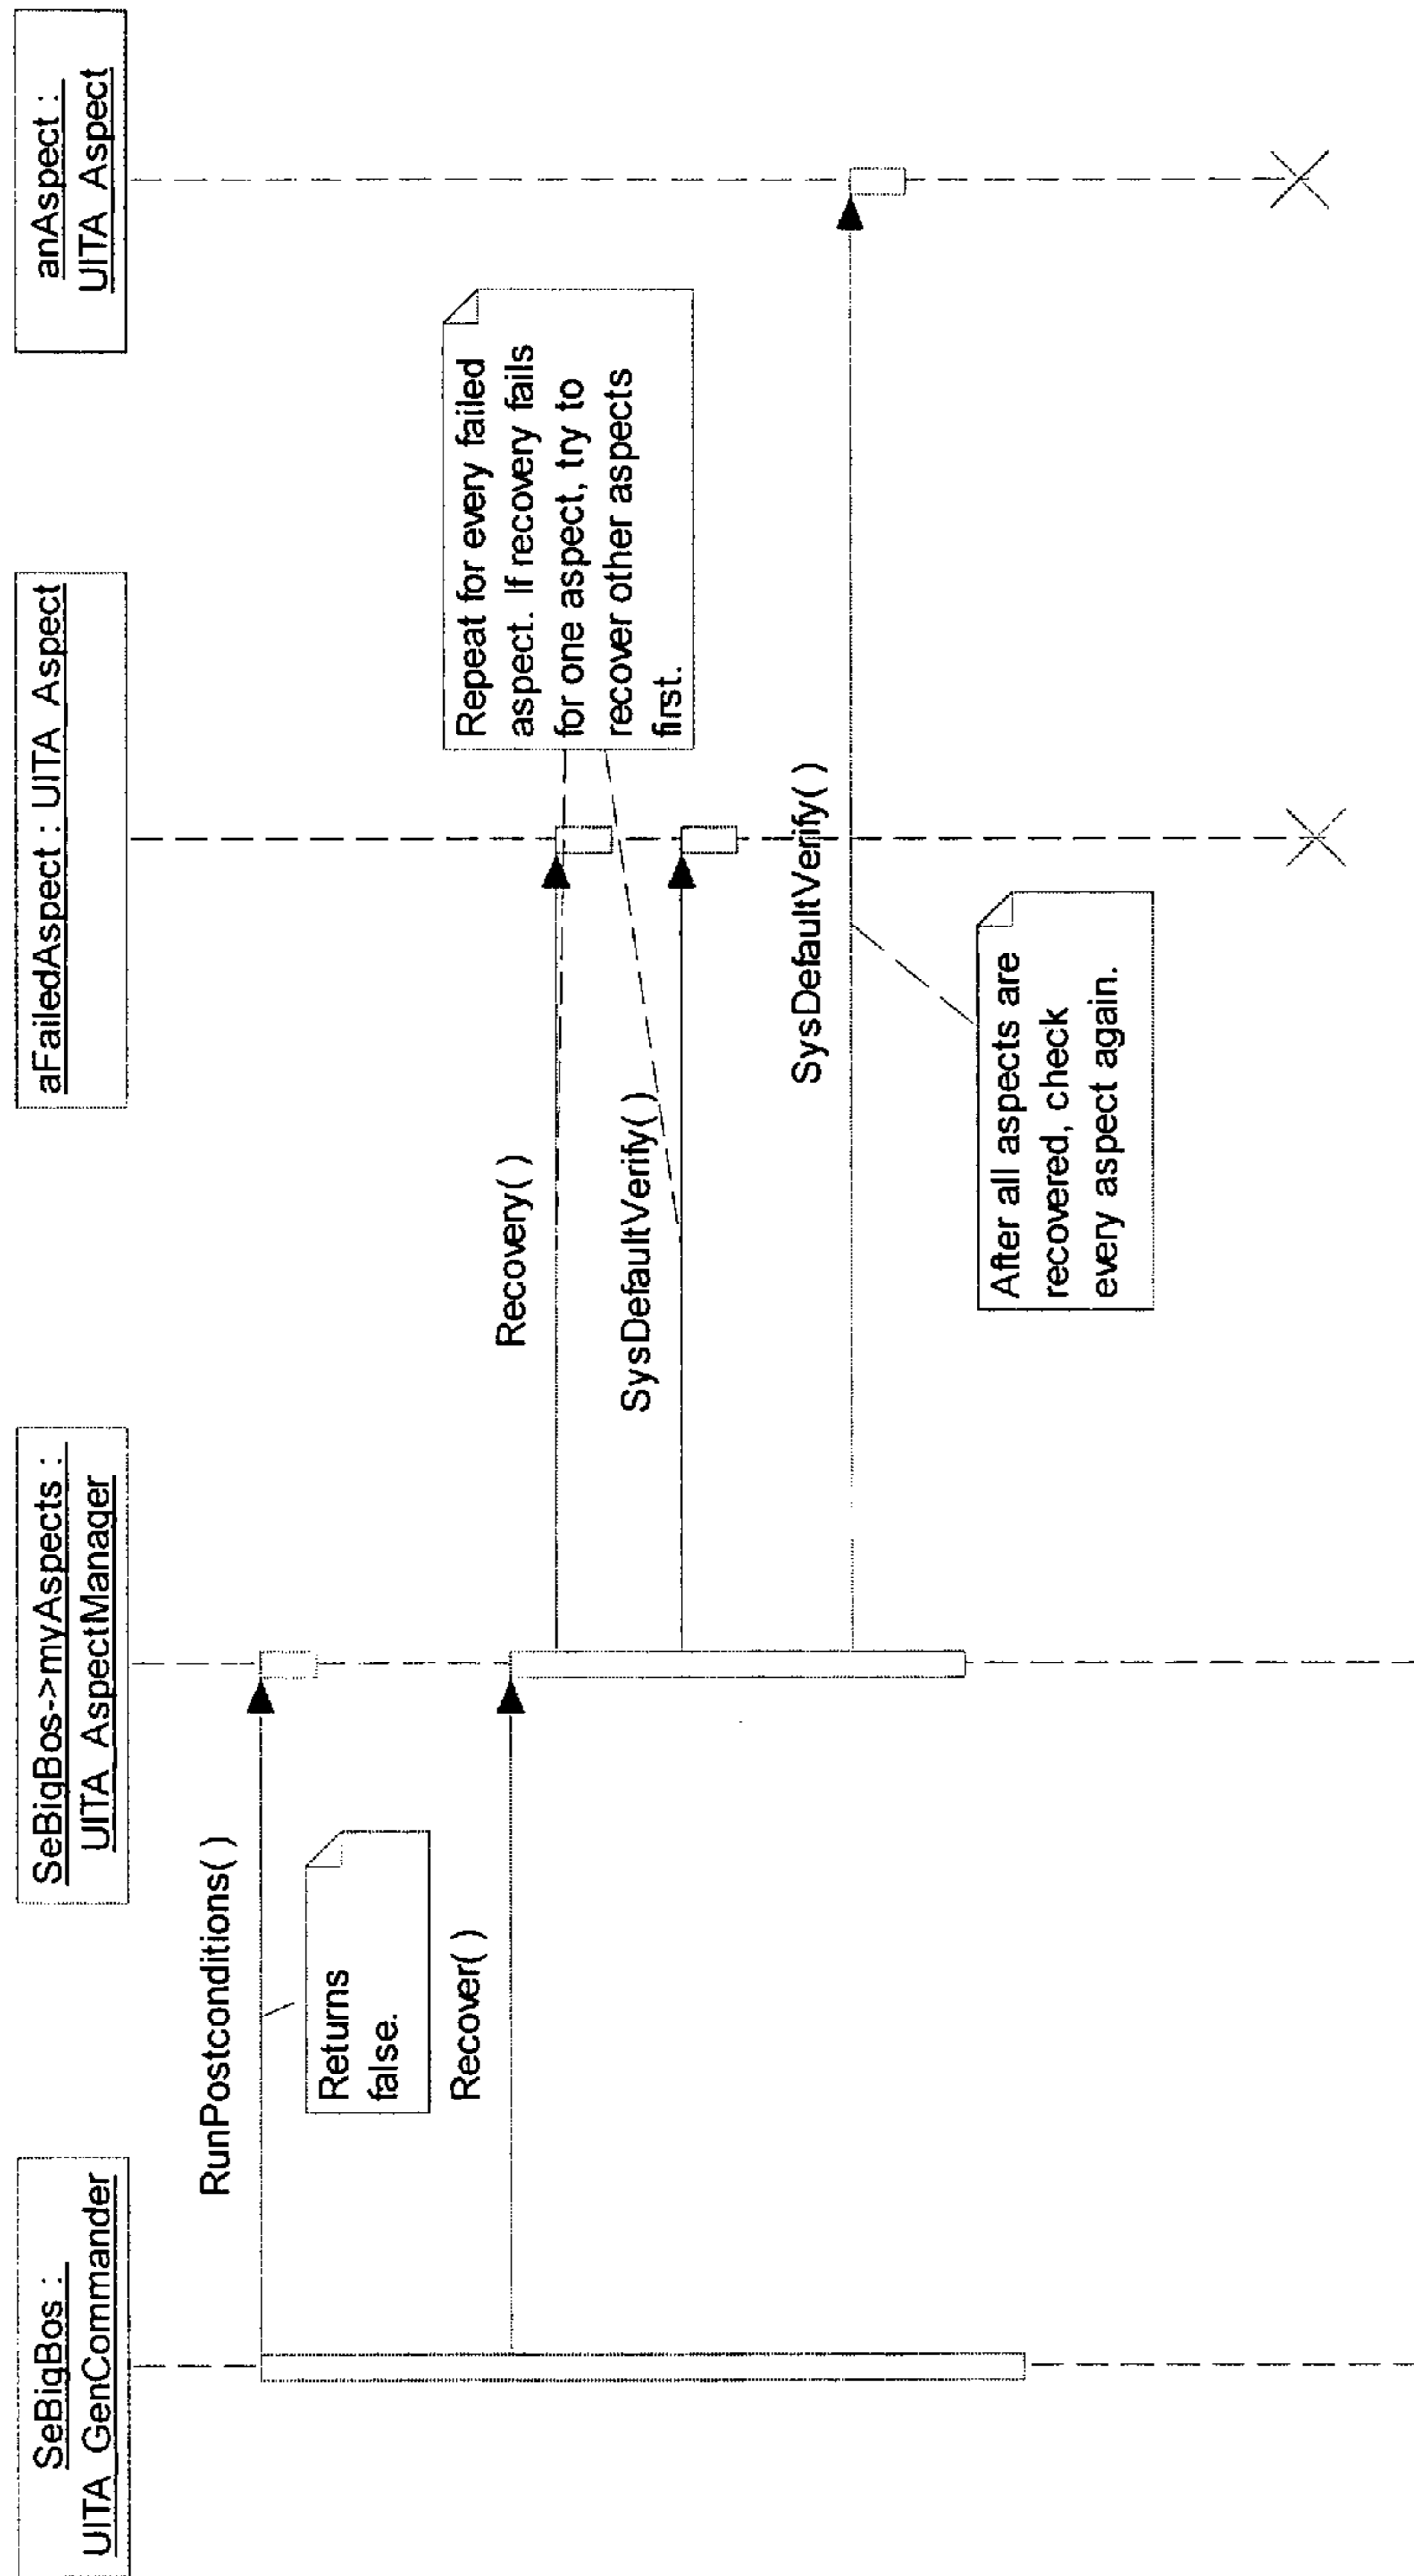 SeBigBos :
UITA_GenCommander
SeBigBos->myAspects :
UITA_AspectManager
aFailedAspect : UITA_Aspect
anAspect :
UITA_Aspect
RunPostconditions( )
Returns
false.
Recover( )
Recovery( )
Repeat for every failed
aspect. If recovery fails
for one aspect, try to
recover other aspects
first.
SysDefaultVerify( )
SysDefaultVerify( )
After all aspects are
recovered, check
every aspect again.